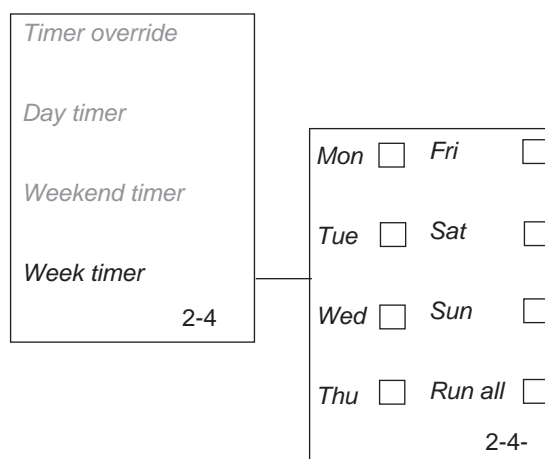 Timer override
Day timer
Weekend timer
Week timer
2-4
Mon Fri
Tue Sat
Wed Sun
Thu Run all
2-4-